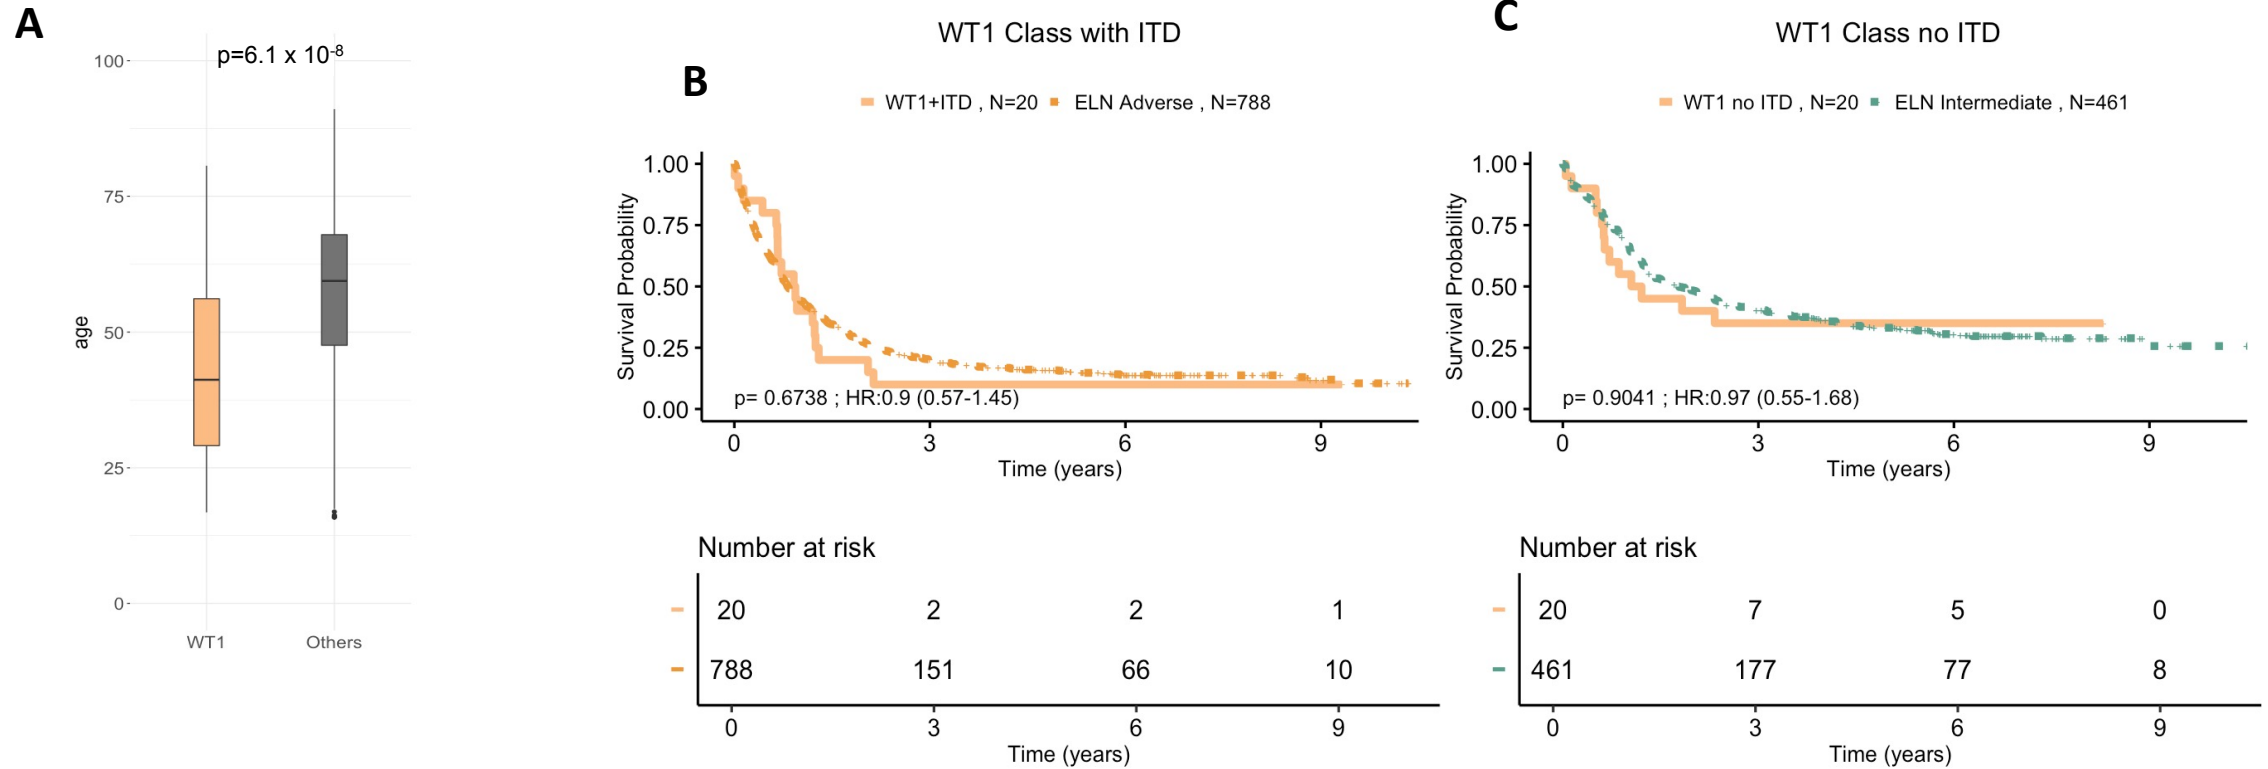 A
p=6.1 x 10-8
100
75
50
25
0
age
WT1
Others
B
WT1 Class with ITD
WT1+ITD , N=20
ELN Adverse , N=788
1.00
0.75
0.50
0.25
0.00
Survival Probability
p= 0.6738 ; HR:0.9 (0.57-1.45)
0 3 6 9
Time (years)
Number at risk
20 2 2 1
788 151 66 10
0 3 6 9
Time (years)
C
WT1 Class no ITD
WT1 no ITD , N=20
ELN Intermediate , N=461
1.00
0.75
0.50
0.25
0.00
Survival Probability
p= 0.9041 ; HR:0.97 (0.55-1.68)
0 3 6 9
Time (years)
Number at risk
20 7 5 0
461 177 77 8
0 3 6 9
Time (years)